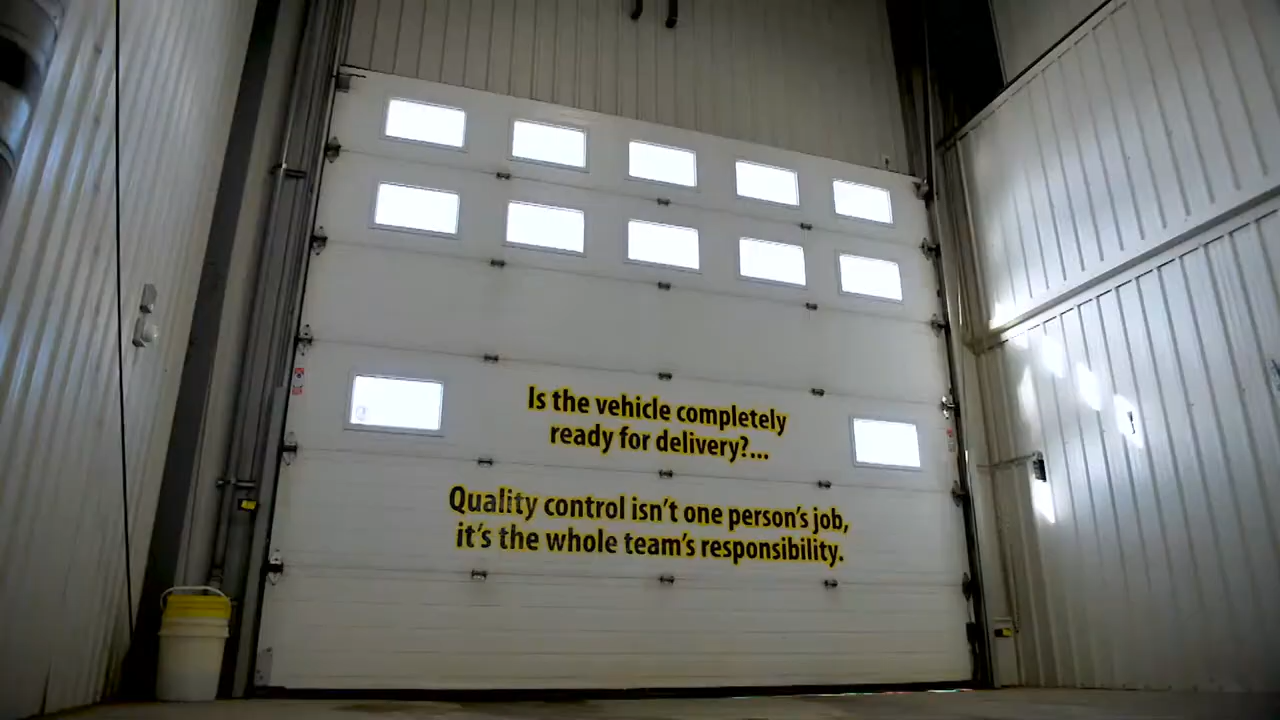 Is the vehicle completely
ready for delivery?...
Quality control isn't one person's job,
it's the whole team's responsibility.